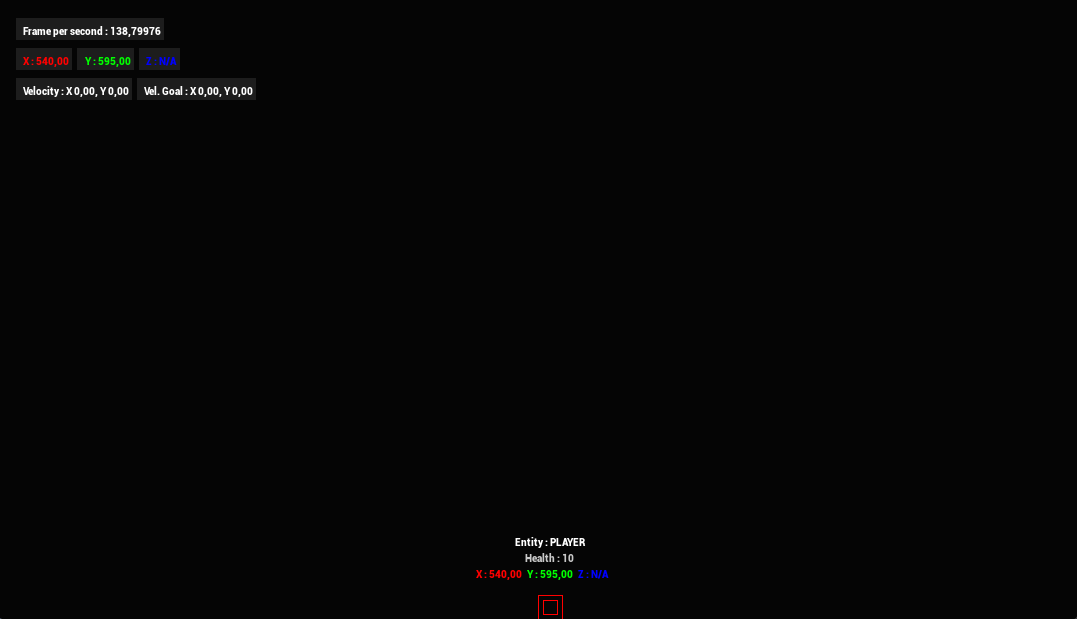 Frame per second : 138,79976
X : 540,00 Y : 595,00 Z : N/A
Velocity : X 0,00, Y 0,00 Vel. Goal : X 0,00, Y 0,00
Entity : PLAYER
Health : 10
X : 540,00 Y : 595,00 Z : N/A